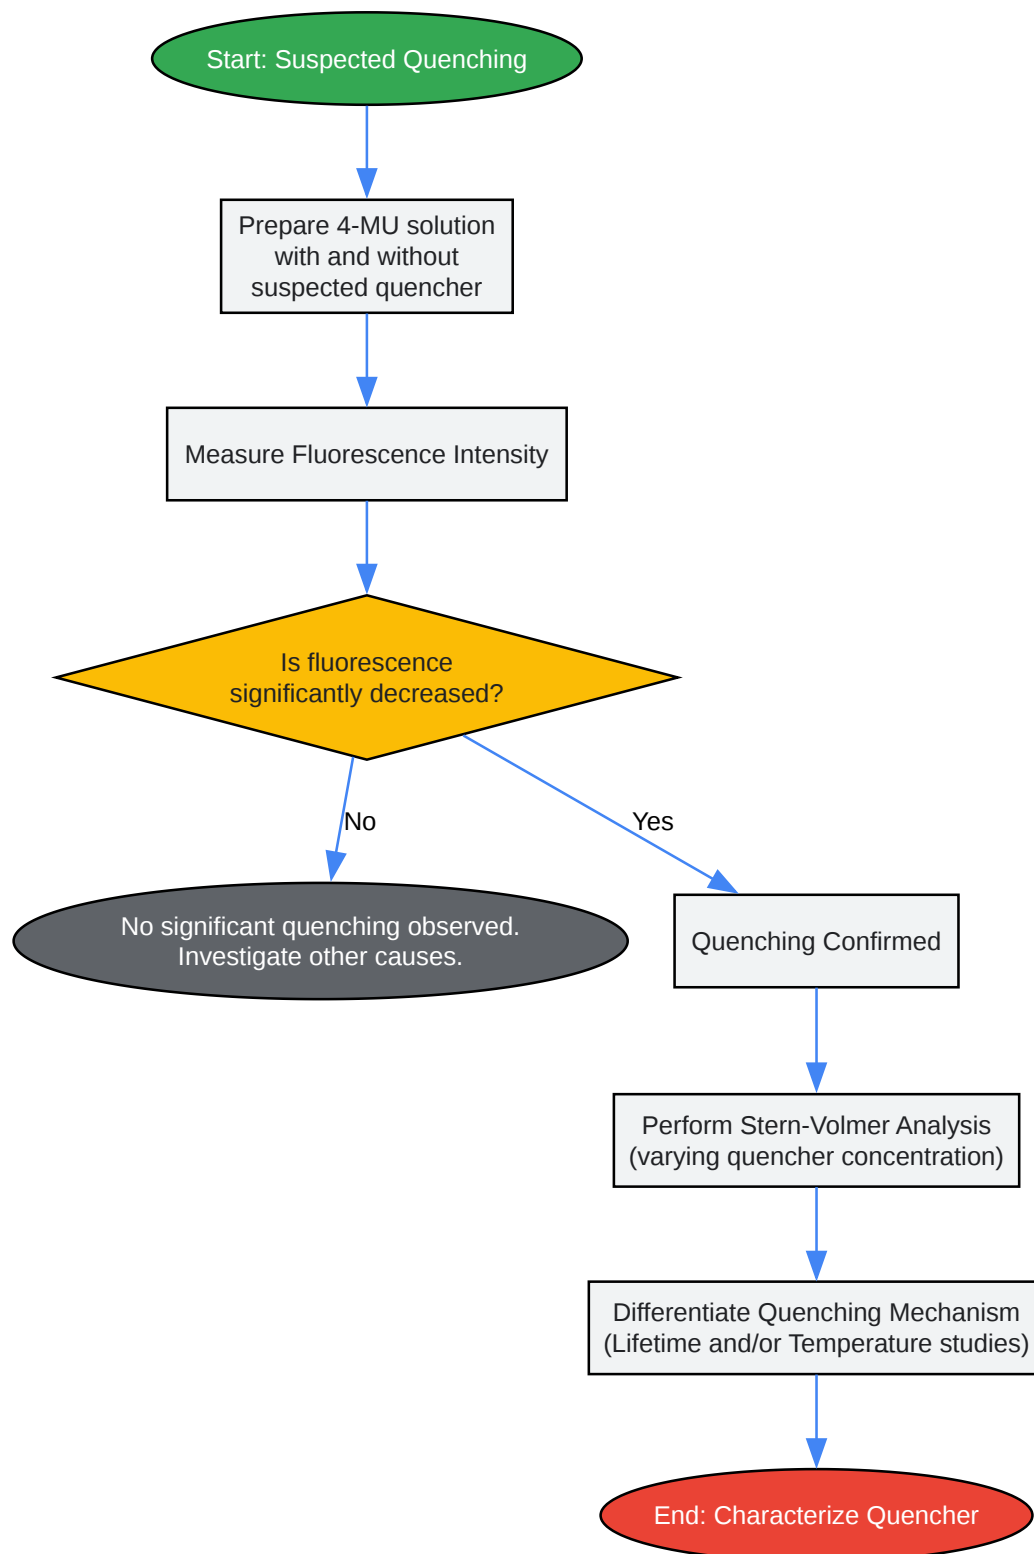 Start: Suspected Quenching
Prepare 4-MU solution
with and without
suspected quencher
Measure Fluorescence Intensity
Is fluorescence
significantly decreased?
No
Yes
No significant quenching observed.
Investigate other causes.
Quenching Confirmed
Perform Stern-Volmer Analysis
(varying quencher concentration)
Differentiate Quenching Mechanism
(Lifetime and/or Temperature studies)
End: Characterize Quencher